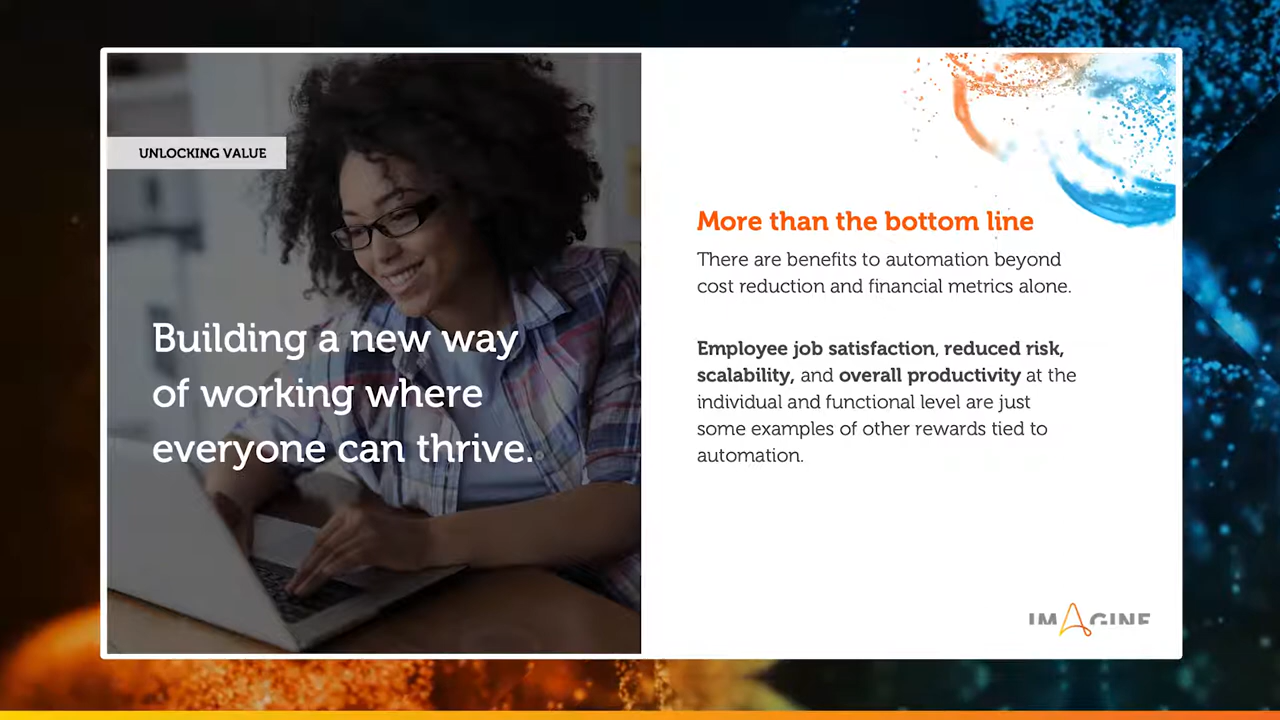 UNLOCKING VALUE
Building a new way
of working where
everyone can thrive.
More than the bottom line
There are benefits to automation beyond
cost reduction and financial metrics alone.
Employee job satisfaction, reduced risk,
scalability, and overall productivity at the
individual and functional level are just
some examples of other rewards tied to
automation.
IMAGINE